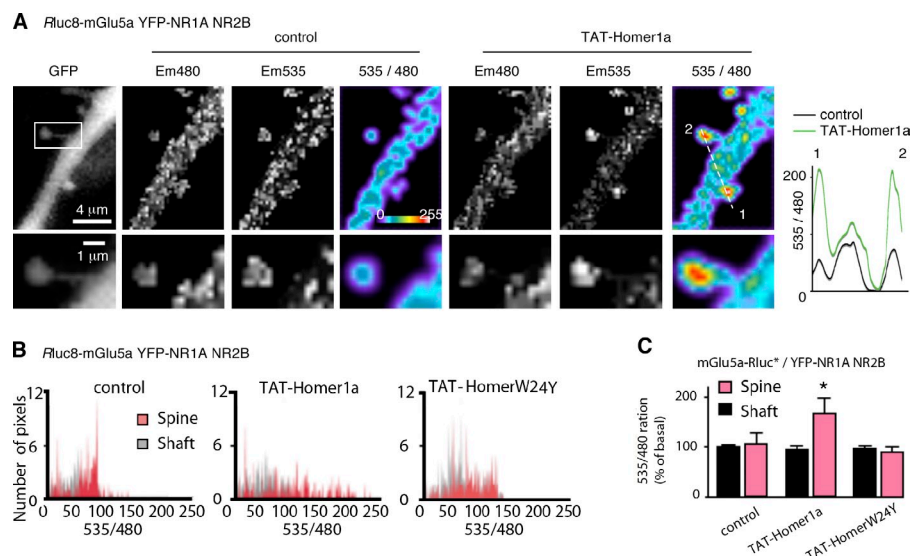 A
Rluc8-mGlu5a YFP-NR1A NR2B
control
TAT-Homer1a
GFP
Em480
Em535
535 / 480
Em480
Em535
535 / 480
4 µm
0
255
2
1
1 µm
control
TAT-Homer1a
1
2
200
0
535 / 480
B
Rluc8-mGlu5a YFP-NR1A NR2B
control
Spine
Shaft
Number of pixels
12
6
0
0
50
100
150
200
250
535/480
TAT-Homer1a
12
6
0
0
50
100
150
200
250
535/480
TAT-HomerW24Y
12
6
0
0
50
100
150
200
250
535/480
C
mGlu5a-Rluc* / YFP-NR1A NR2B
Spine
Shaft
*
535/480 ration
(% of basal)
200
100
0
control
TAT-Homer1a
TAT-HomerW24Y